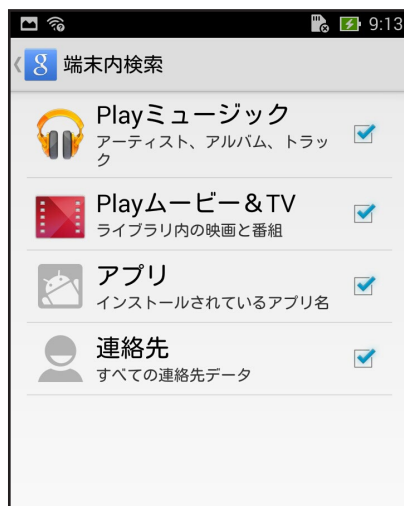 9:13
8 端末内検索
Playミュージック
アーティスト、アルバム、トラッ
ク
Playムービー＆TV
ライブラリ内の映画と番組
アプリ
インストールされているアプリ名
連絡先
すべての連絡先データ